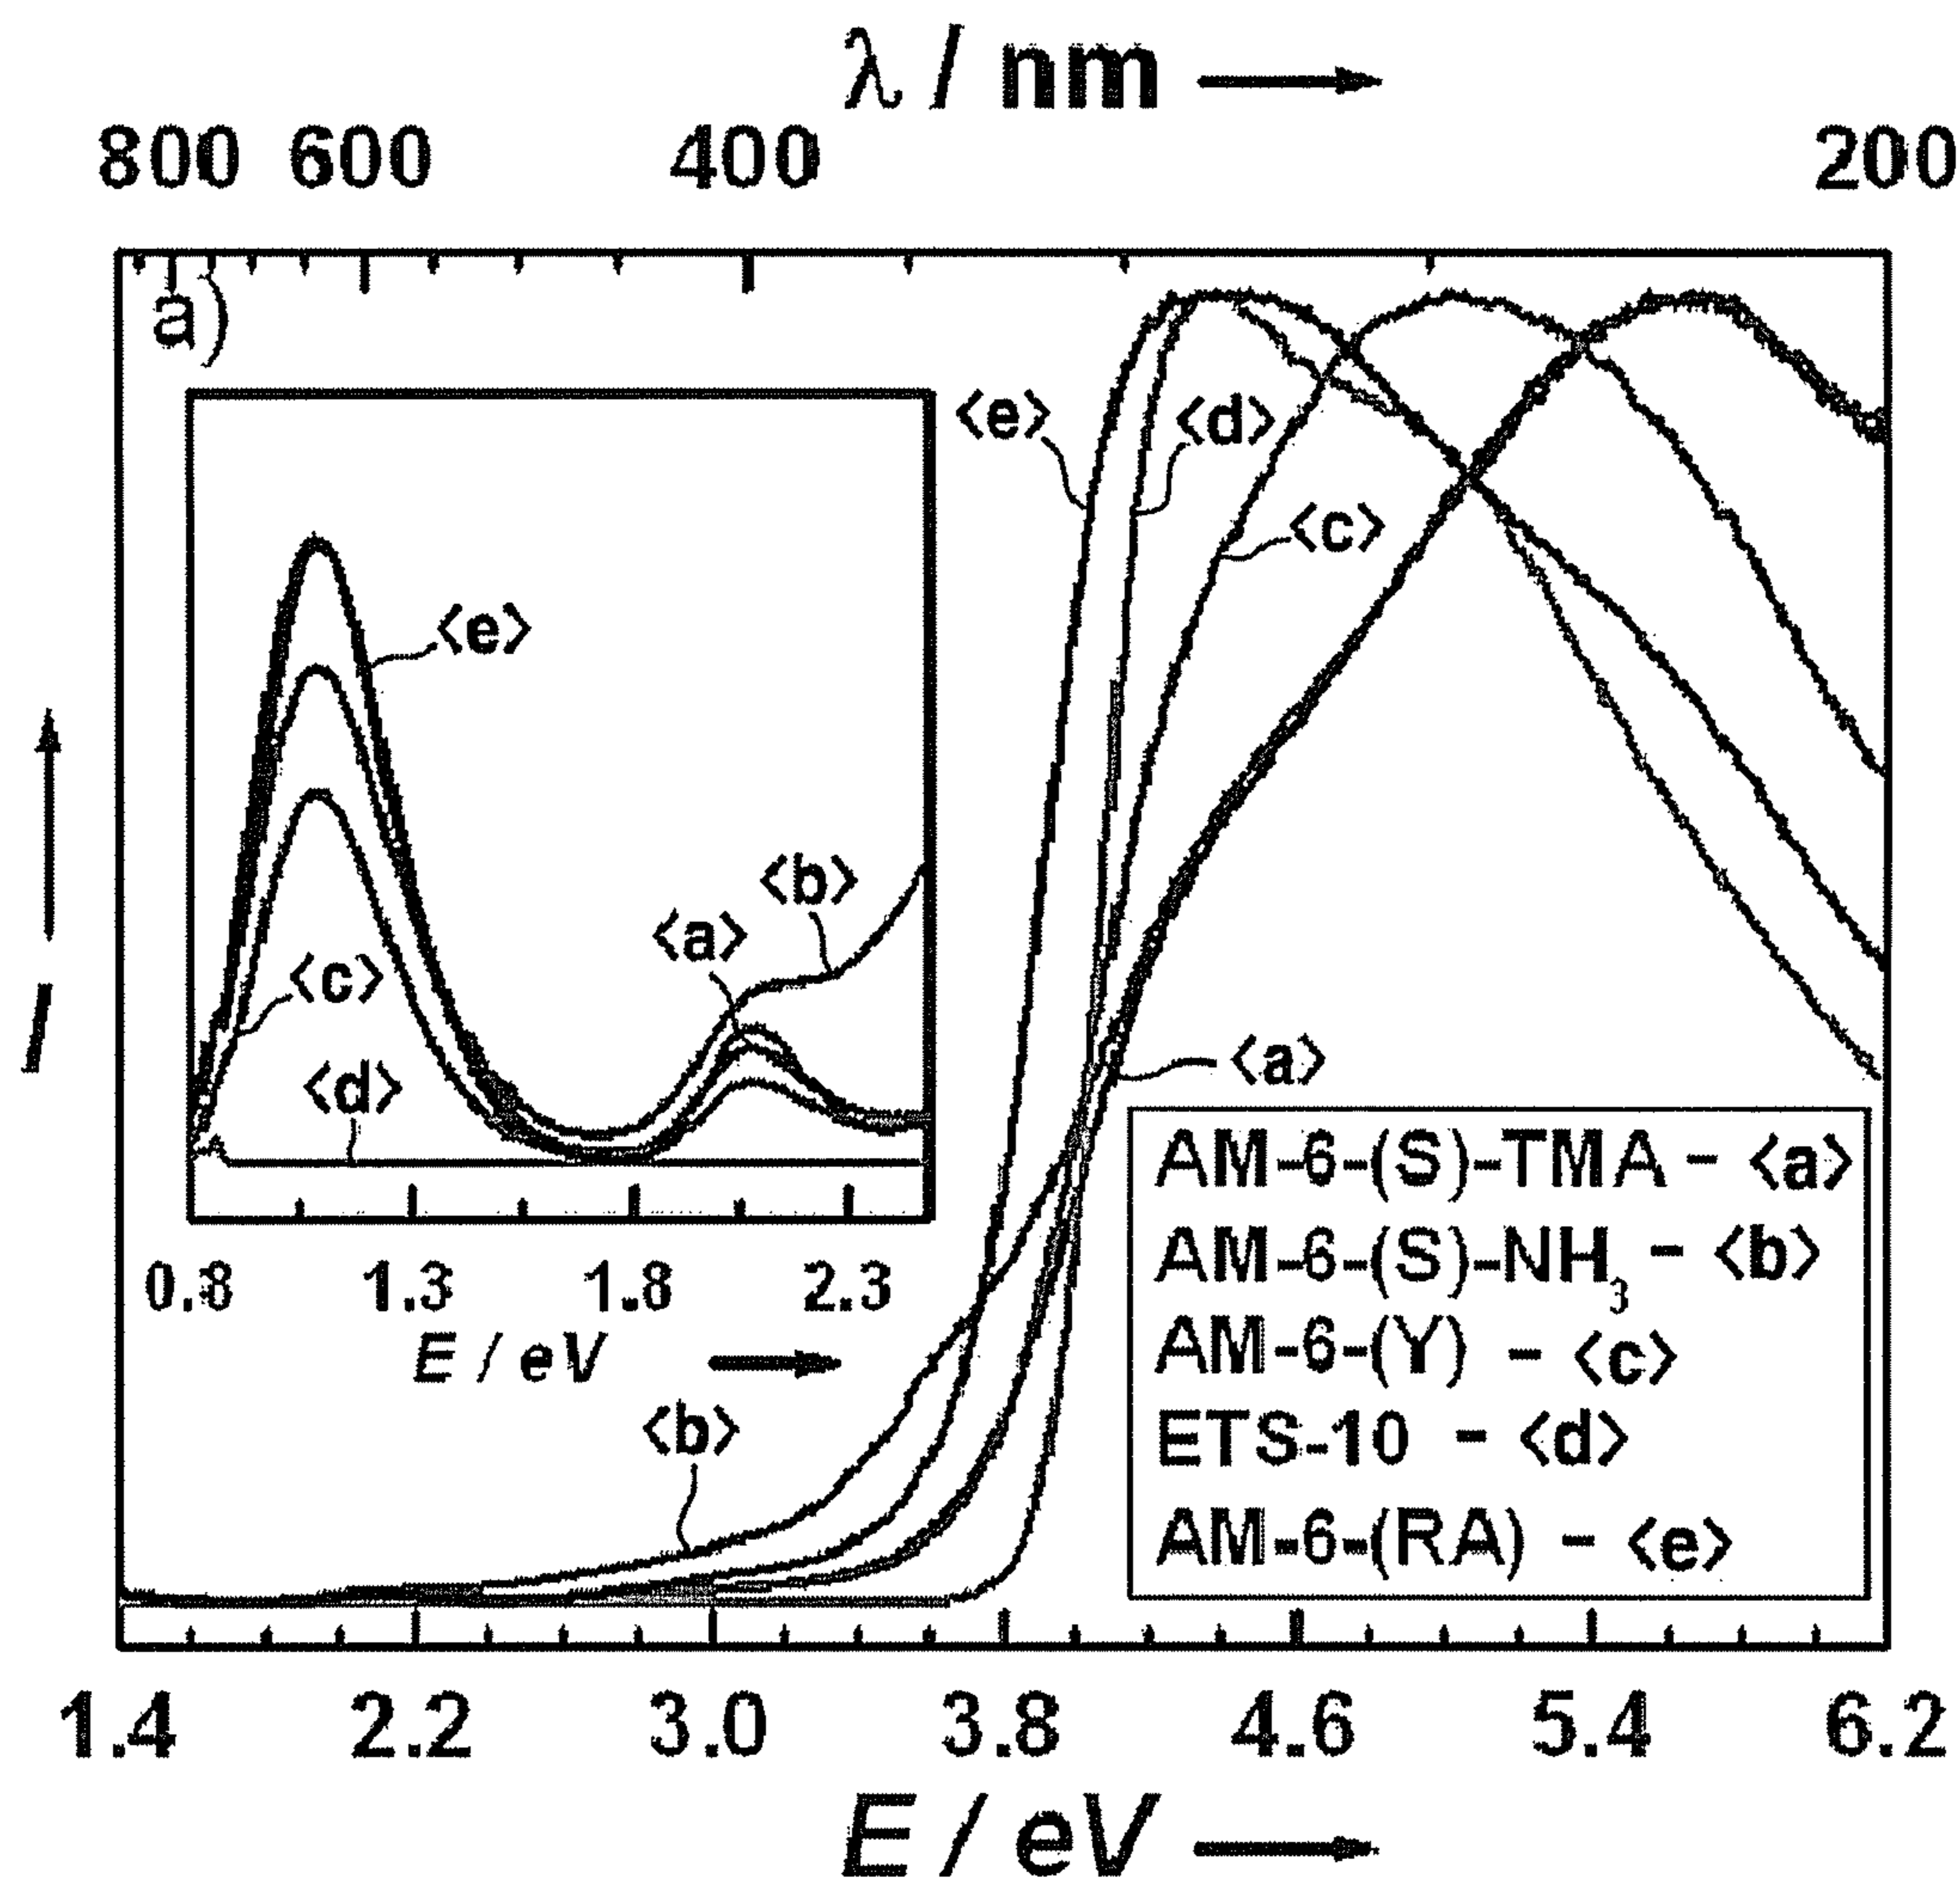 λ / nm
800 600 400 200
a)
<e> <d>
<c>
<e>
<b>
<a>
<c>
<d>
<a>
0.8 1.3 1.8 2.3
E / eV
<b>
AM-6-(S)-TMA - <a>
AM-6-(S)-NH3 - <b>
AM-6-(Y) - <c>
ETS-10 - <d>
AM-6-(RA) - <e>
I
1.4 2.2 3.0 3.8 4.6 5.4 6.2
E / eV